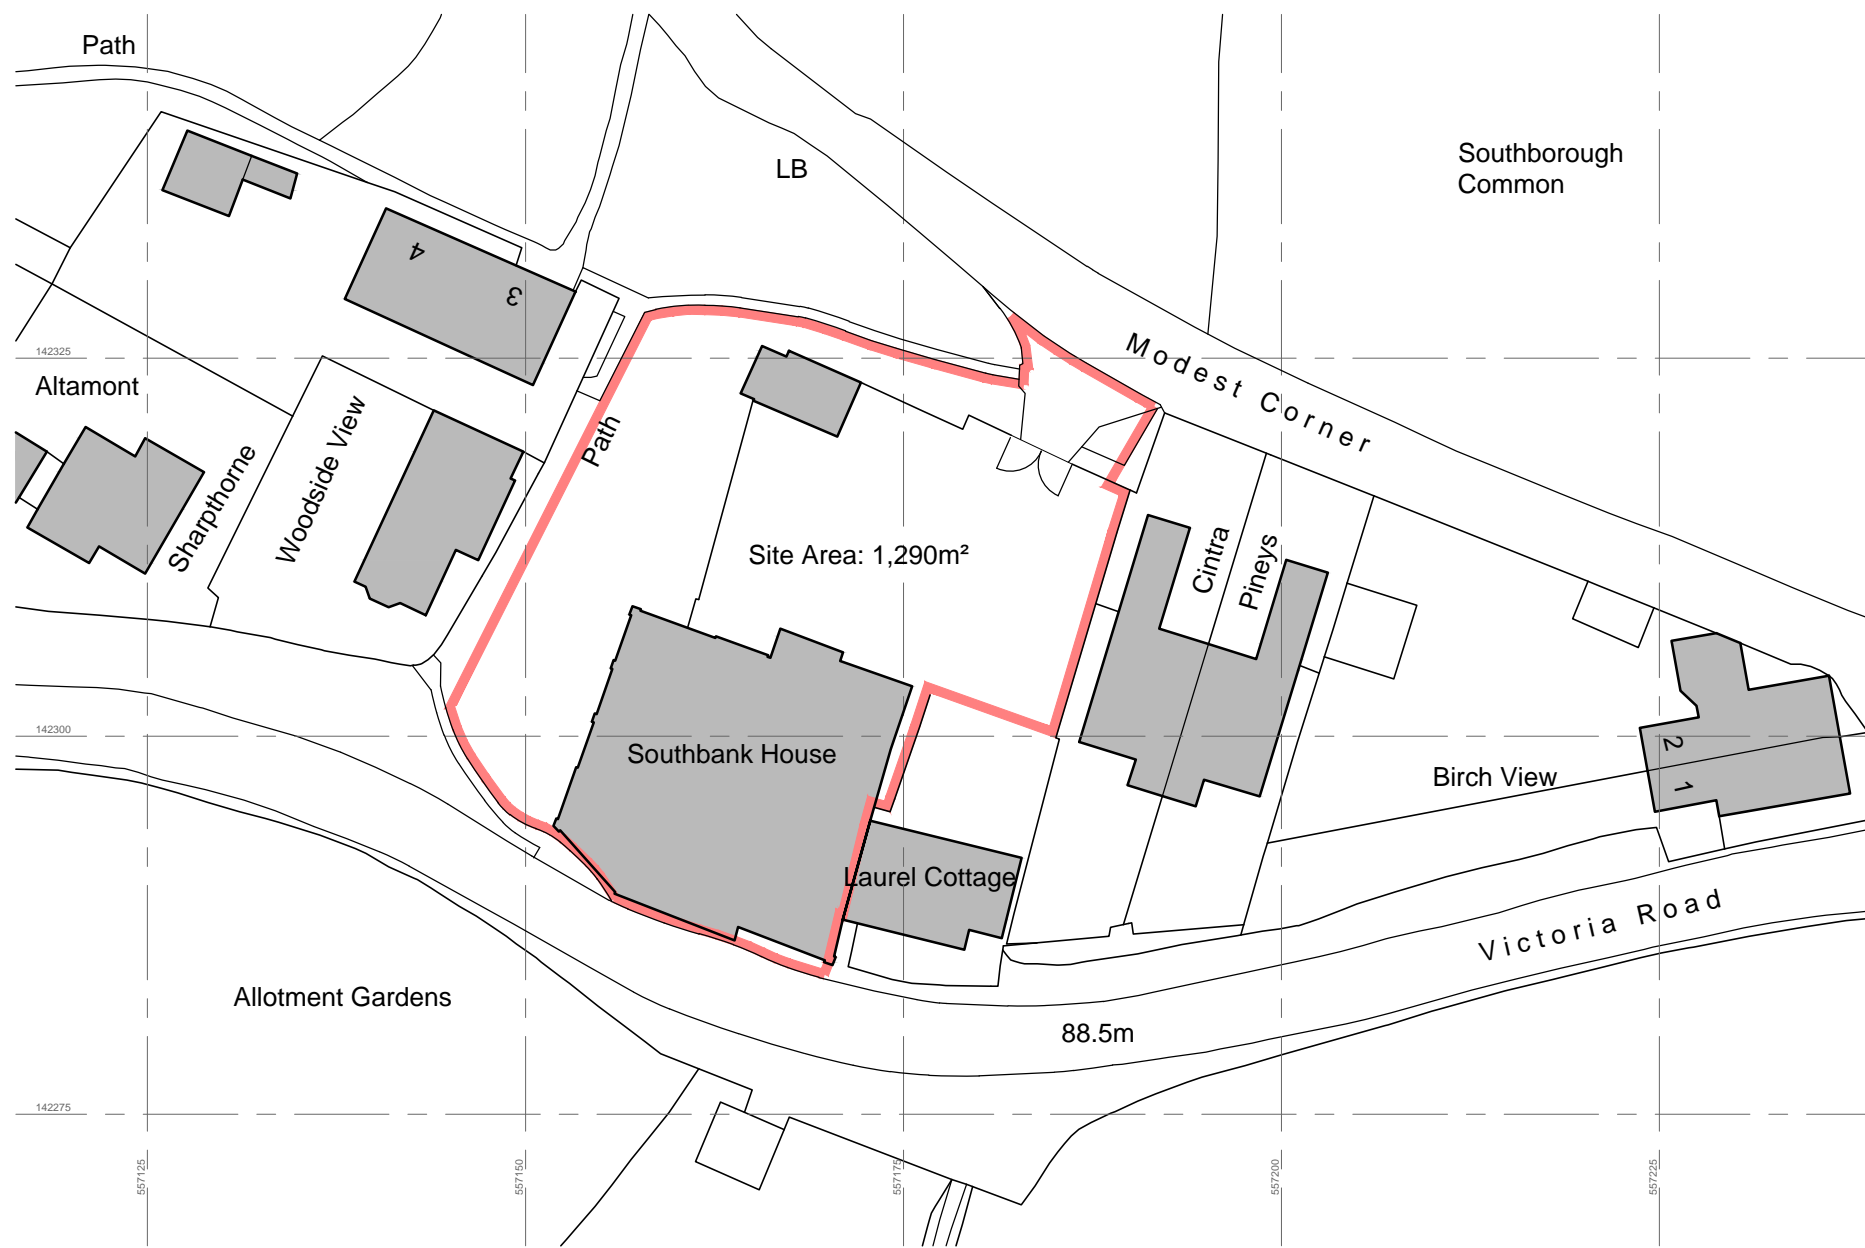 Path
LB
Southborough
Common
4
3
142325
Modest Corner
Altamont
Path
Sharpthorne
Woodside View
Site Area: 1,290m²
Cintra
Pineys
142300
Southbank House
2
1
Birch View
Laurel Cottage
Victoria Road
Allotment Gardens
88.5m
142275
557125
557150
557175
557200
557225